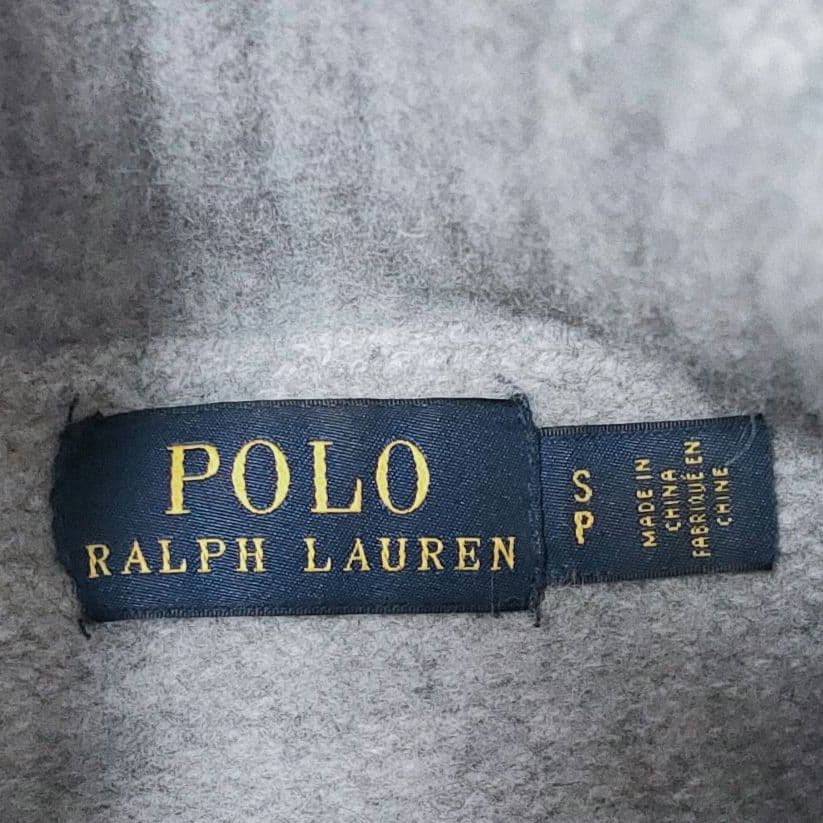 POLO
RALPH LAUREN
S
P
MADE IN
CHINA
FABRIQUÉ EN
CHINE